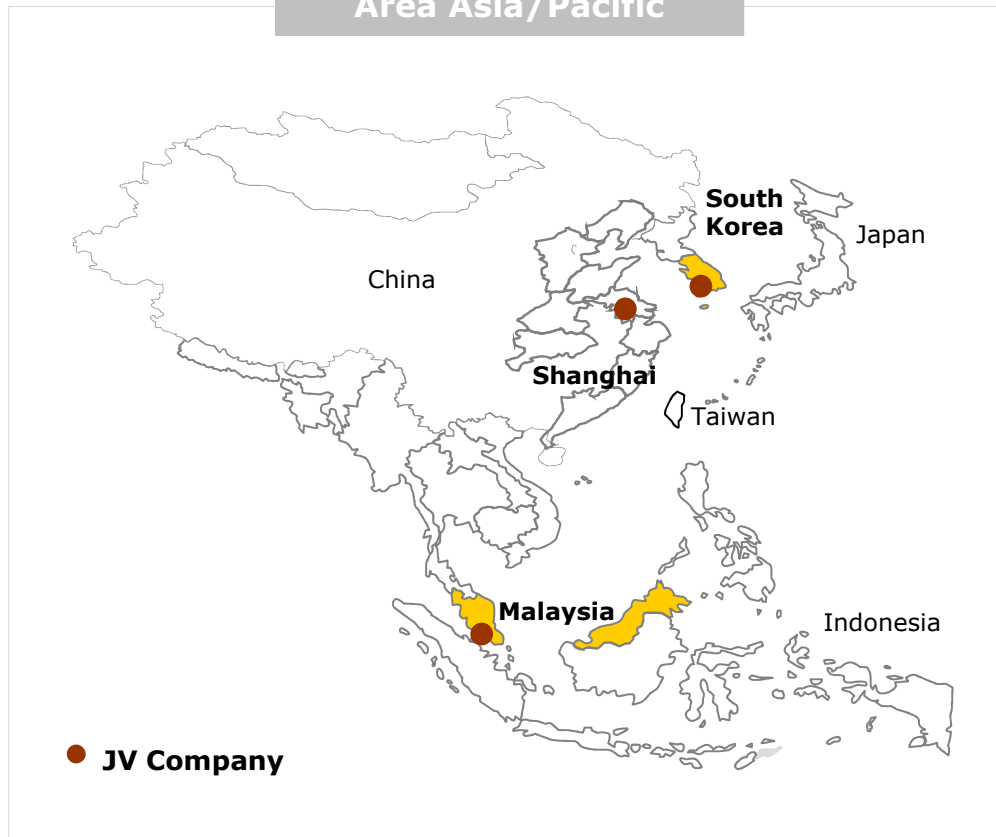 Area Asia/Pacific
South
Korea
Japan
China
Shanghai
Taiwan
Malaysia
Indonesia
JV Company